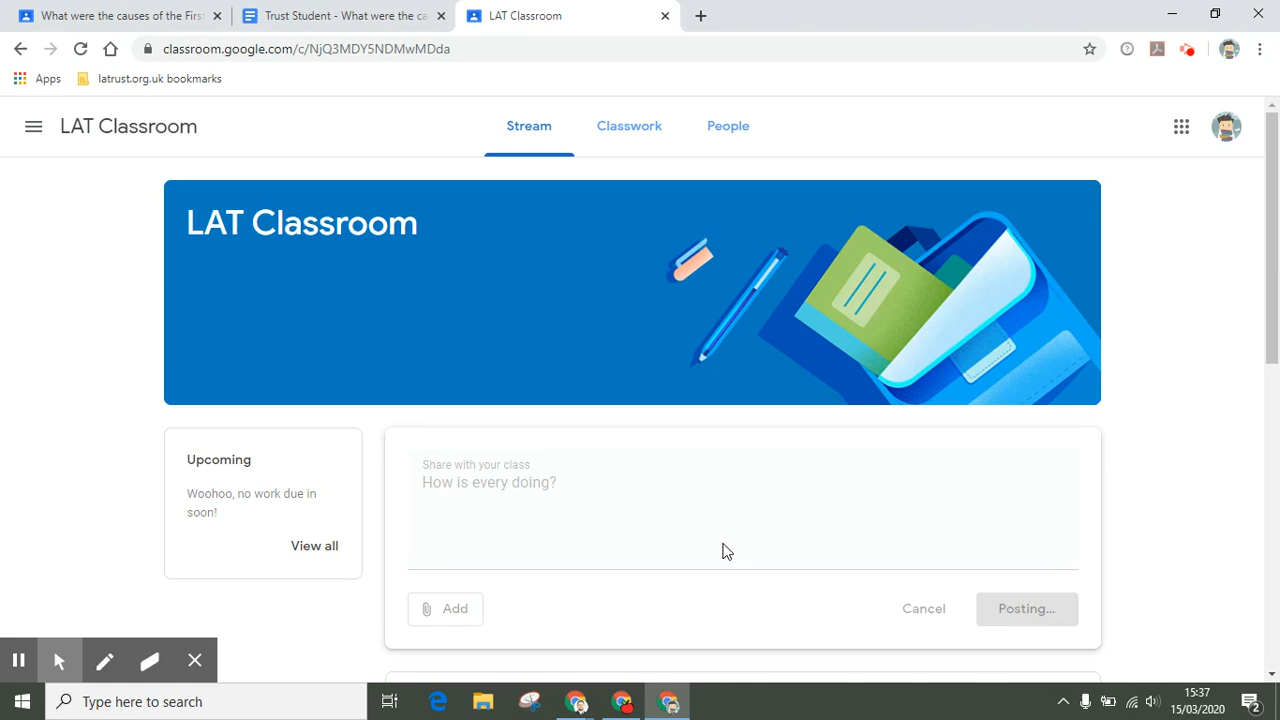 What were the causes of the Firs
Trust Student - What were the ca
LAT Classroom
classroom.google.com/c/NjQ3MDY5NDMwMDda
Apps
latrust.org.uk bookmarks
LAT Classroom
Stream
Classwork
People
LAT Classroom
Upcoming
Woohoo, no work due in
soon!
View all
Share with your class
How is every doing?
Add
Cancel
Posting...
Type here to search
15:37
15/03/2020
2